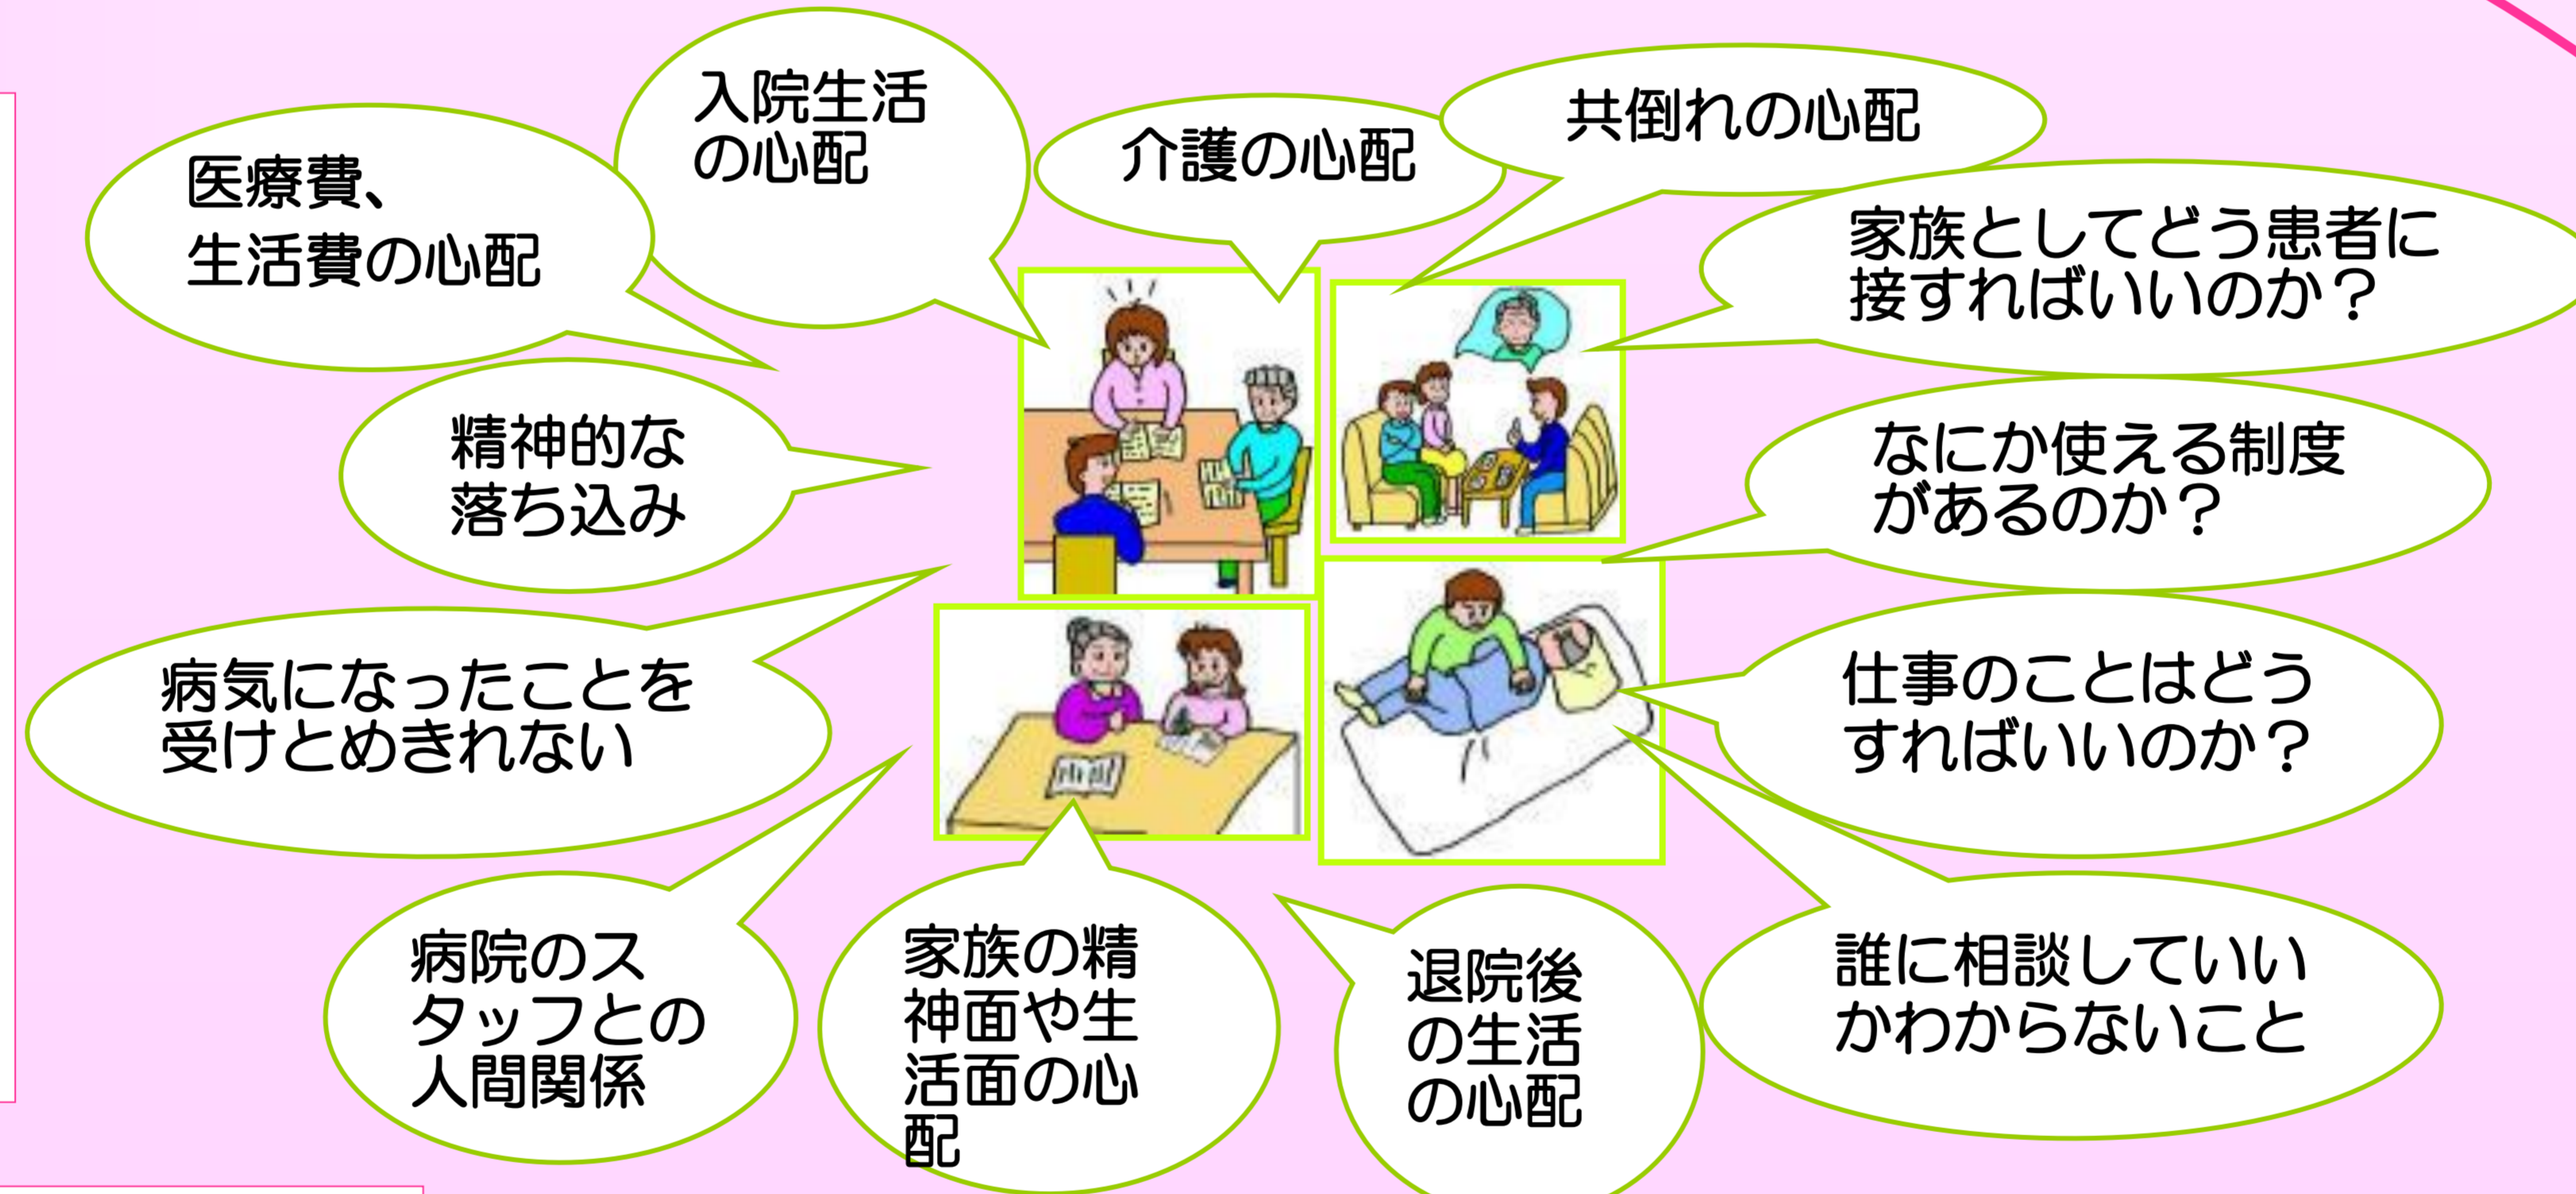 入院生活
の心配
医療費、
生活費の心配
介護の心配
共倒れの心配
家族としてどう患者に
接すればいいのか？
精神的な
落ち込み
なにか使える制度
があるのか？
病気になったことを
受けとめきれない
仕事のことはどう
すればいいのか？
病院のス
タッフとの
人間関係
家族の精
神面や生
活面の心
配
退院後
の生活
の心配
誰に相談していい
かわからないこと